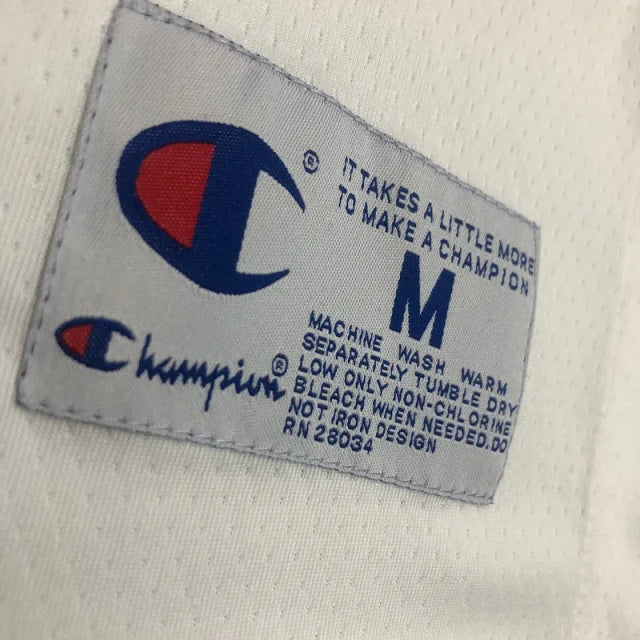 ®
IT TAKES A LITTLE MORE
TO MAKE A CHAMPION
M
Champion®
MACHINE WASH WARM
SEPARATELY TUMBLE DRY
LOW ONLY NON-CHLORINE
BLEACH WHEN NEEDED.DO
NOT IRON DESIGN
RN 28034